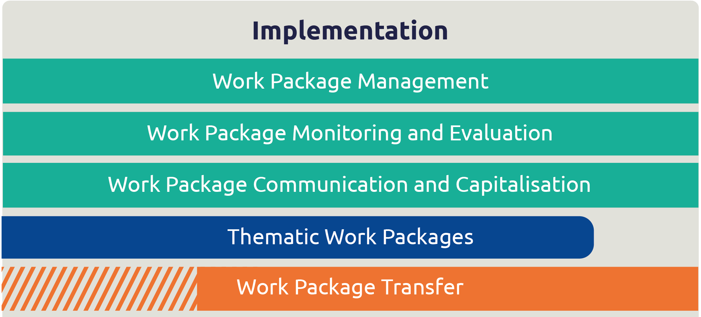 Implementation
Work Package Management
Work Package Monitoring and Evaluation
Work Package Communication and Capitalisation
Thematic Work Packages
Work Package Transfer